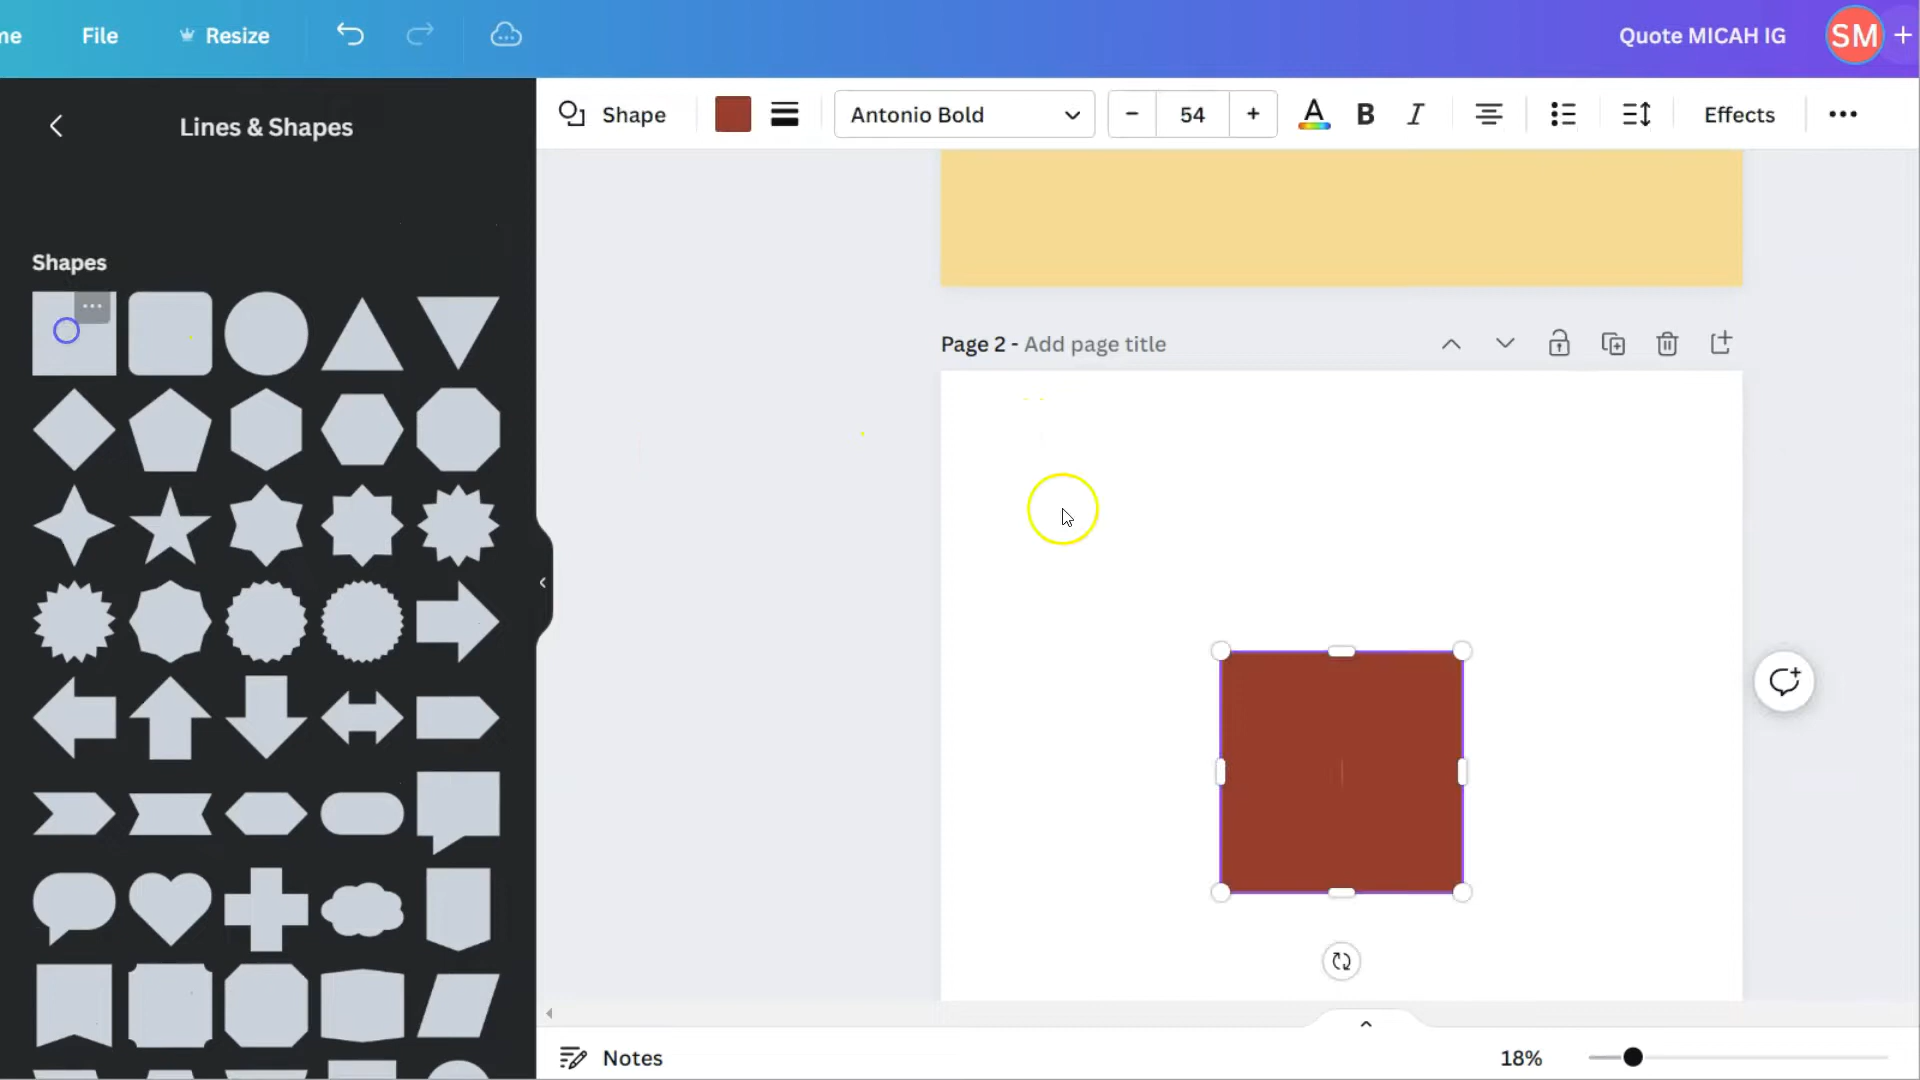 me File Resize Quote MICAH IG SM
Lines & Shapes
Shape Antonio Bold 54 A B I Effects
Shapes
Page 2 - Add page title
Notes 18%